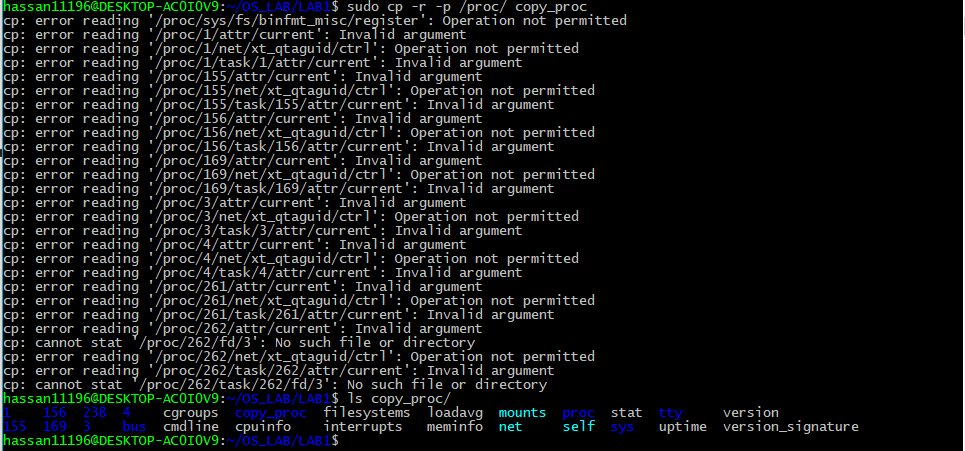 hassan11196@DESKTOP-AC0I0V9:~/OS_LAB/LAB1$ sudo cp -r -p /proc/ copy_proc
cp: error reading '/proc/sys/fs/binfmt_misc/register': Operation not permitted
cp: error reading '/proc/1/attr/current': Invalid argument
cp: error reading '/proc/1/net/xt_qtaguid/ctrl': Operation not permitted
cp: error reading '/proc/1/task/1/attr/current': Invalid argument
cp: error reading '/proc/155/attr/current': Invalid argument
cp: error reading '/proc/155/net/xt_qtaguid/ctrl': Operation not permitted
cp: error reading '/proc/155/task/155/attr/current': Invalid argument
cp: error reading '/proc/156/attr/current': Invalid argument
cp: error reading '/proc/156/net/xt_qtaguid/ctrl': Operation not permitted
cp: error reading '/proc/156/task/156/attr/current': Invalid argument
cp: error reading '/proc/169/attr/current': Invalid argument
cp: error reading '/proc/169/net/xt_qtaguid/ctrl': Operation not permitted
cp: error reading '/proc/169/task/169/attr/current': Invalid argument
cp: error reading '/proc/3/attr/current': Invalid argument
cp: error reading '/proc/3/net/xt_qtaguid/ctrl': Operation not permitted
cp: error reading '/proc/3/task/3/attr/current': Invalid argument
cp: error reading '/proc/4/attr/current': Invalid argument
cp: error reading '/proc/4/net/xt_qtaguid/ctrl': Operation not permitted
cp: error reading '/proc/4/task/4/attr/current': Invalid argument
cp: error reading '/proc/261/attr/current': Invalid argument
cp: error reading '/proc/261/net/xt_qtaguid/ctrl': Operation not permitted
cp: error reading '/proc/261/task/261/attr/current': Invalid argument
cp: error reading '/proc/262/attr/current': Invalid argument
cp: cannot stat '/proc/262/fd/3': No such file or directory
cp: error reading '/proc/262/net/xt_qtaguid/ctrl': Operation not permitted
cp: error reading '/proc/262/task/262/attr/current': Invalid argument
cp: cannot stat '/proc/262/task/262/fd/3': No such file or directory
hassan11196@DESKTOP-AC0I0V9:~/OS_LAB/LAB1$ ls copy_proc/
1 156 238 4 cgroups copy_proc filesystems loadavg mounts proc stat tty version
155 169 3 bus cmdline cpuinfo interrupts meminfo net self sys uptime version_signature
hassan11196@DESKTOP-AC0I0V9:~/OS_LAB/LAB1$